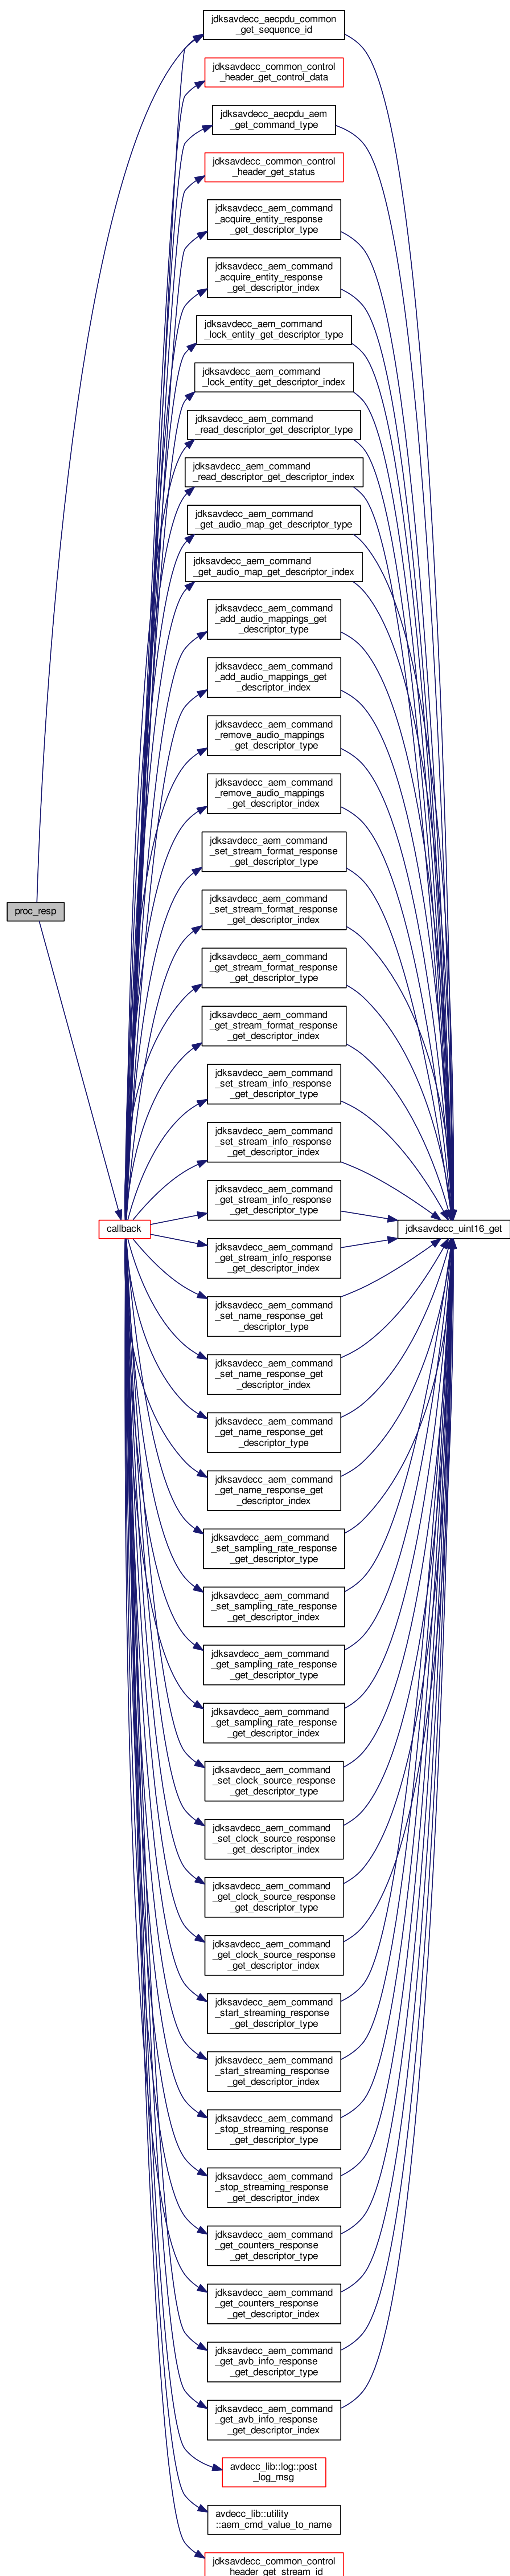 jdksavdecc_aecpdu_common
_get_sequence_id
jdksavdecc_common_control
_header_get_control_data
jdksavdecc_aecpdu_aem
_get_command_type
jdksavdecc_common_control
_header_get_status
jdksavdecc_aem_command
_acquire_entity_response
_get_descriptor_type
jdksavdecc_aem_command
_acquire_entity_response
_get_descriptor_index
jdksavdecc_aem_command
_lock_entity_get_descriptor_type
jdksavdecc_aem_command
_lock_entity_get_descriptor_index
jdksavdecc_aem_command
_read_descriptor_get_descriptor_type
jdksavdecc_aem_command
_read_descriptor_get_descriptor_index
jdksavdecc_aem_command
_get_audio_map_get_descriptor_type
jdksavdecc_aem_command
_get_audio_map_get_descriptor_index
jdksavdecc_aem_command
_add_audio_mappings_get
_descriptor_type
jdksavdecc_aem_command
_add_audio_mappings_get
_descriptor_index
jdksavdecc_aem_command
_remove_audio_mappings
_get_descriptor_type
jdksavdecc_aem_command
_remove_audio_mappings
_get_descriptor_index
jdksavdecc_aem_command
_set_stream_format_response
_get_descriptor_type
proc_resp
jdksavdecc_aem_command
_set_stream_format_response
_get_descriptor_index
jdksavdecc_aem_command
_get_stream_format_response
_get_descriptor_type
jdksavdecc_aem_command
_get_stream_format_response
_get_descriptor_index
jdksavdecc_aem_command
_set_stream_info_response
_get_descriptor_type
jdksavdecc_aem_command
_set_stream_info_response
_get_descriptor_index
jdksavdecc_aem_command
_get_stream_info_response
_get_descriptor_type
callback
jdksavdecc_uint16_get
jdksavdecc_aem_command
_get_stream_info_response
_get_descriptor_index
jdksavdecc_aem_command
_set_name_response_get
_descriptor_type
jdksavdecc_aem_command
_set_name_response_get
_descriptor_index
jdksavdecc_aem_command
_get_name_response_get
_descriptor_type
jdksavdecc_aem_command
_get_name_response_get
_descriptor_index
jdksavdecc_aem_command
_set_sampling_rate_response
_get_descriptor_type
jdksavdecc_aem_command
_set_sampling_rate_response
_get_descriptor_index
jdksavdecc_aem_command
_get_sampling_rate_response
_get_descriptor_type
jdksavdecc_aem_command
_get_sampling_rate_response
_get_descriptor_index
jdksavdecc_aem_command
_set_clock_source_response
_get_descriptor_type
jdksavdecc_aem_command
_set_clock_source_response
_get_descriptor_index
jdksavdecc_aem_command
_get_clock_source_response
_get_descriptor_type
jdksavdecc_aem_command
_get_clock_source_response
_get_descriptor_index
jdksavdecc_aem_command
_start_streaming_response
_get_descriptor_type
jdksavdecc_aem_command
_start_streaming_response
_get_descriptor_index
jdksavdecc_aem_command
_stop_streaming_response
_get_descriptor_type
jdksavdecc_aem_command
_stop_streaming_response
_get_descriptor_index
jdksavdecc_aem_command
_get_counters_response
_get_descriptor_type
jdksavdecc_aem_command
_get_counters_response
_get_descriptor_index
jdksavdecc_aem_command
_get_avb_info_response
_get_descriptor_type
jdksavdecc_aem_command
_get_avb_info_response
_get_descriptor_index
avdecc_lib::log::post
_log_msg
avdecc_lib::utility
::aem_cmd_value_to_name
jdksavdecc_common_control
_header_get_stream_id